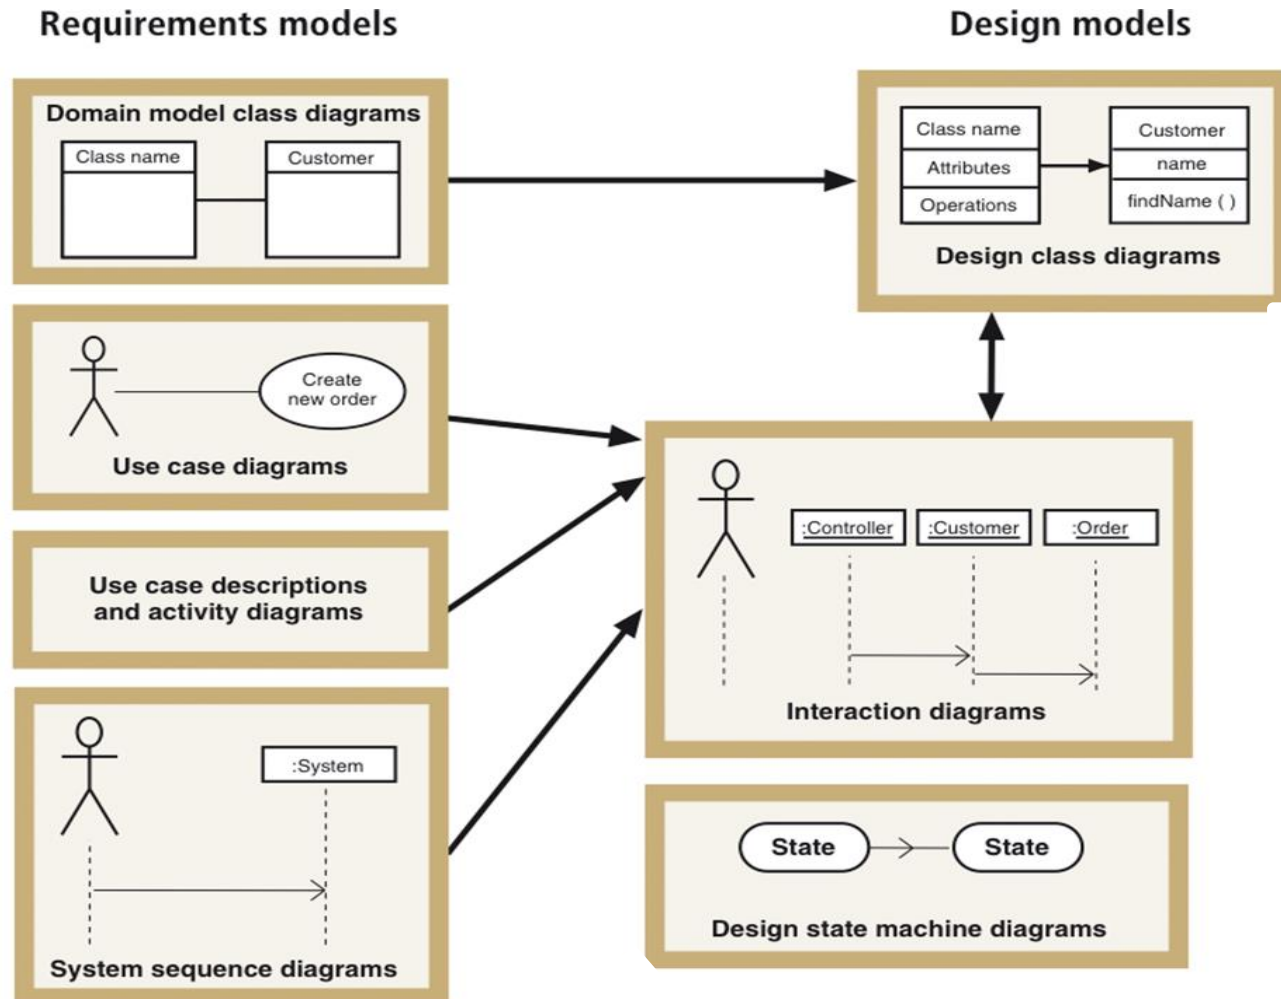 Requirements models
Design models
Domain model class diagrams
Class name
Customer
Class name
Attributes
Operations
Customer
name
findName ( )
Design class diagrams
Create
new order
Use case diagrams
Use case descriptions
and activity diagrams
:Controller
:Customer
:Order
Interaction diagrams
:System
System sequence diagrams
State
State
Design state machine diagrams